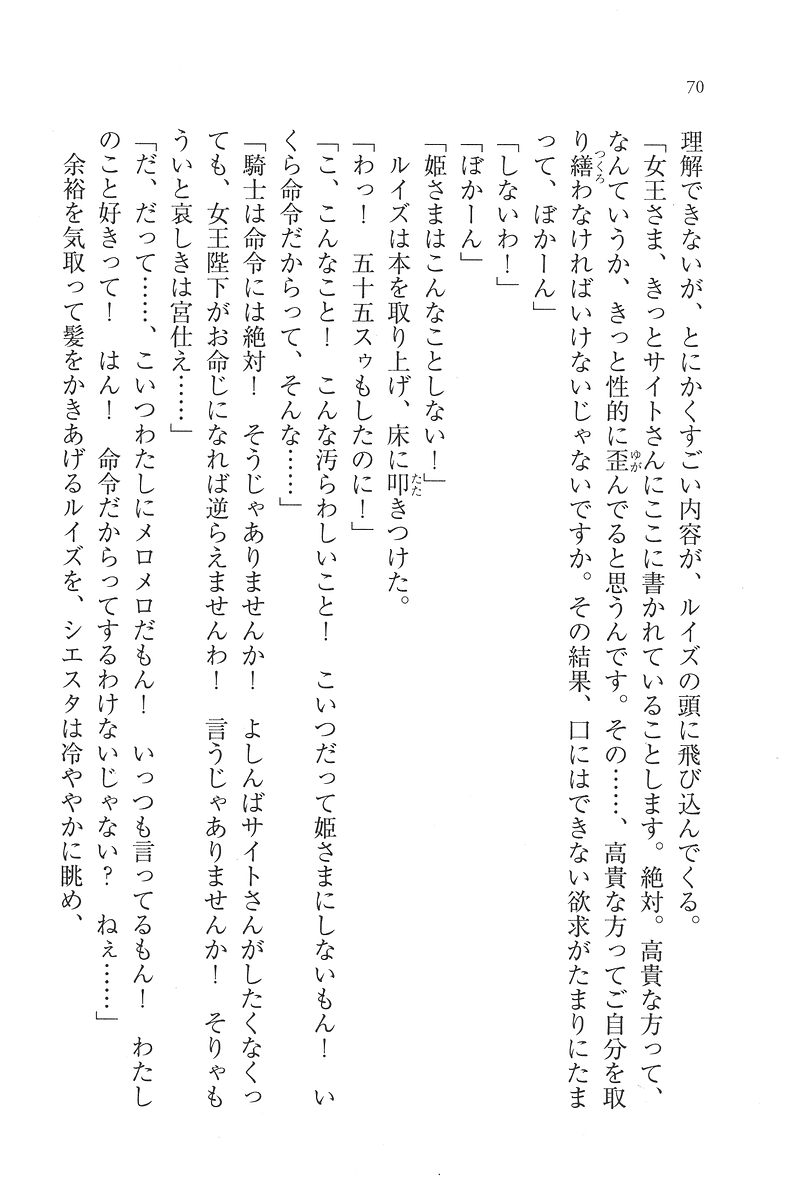 70
理解できないが、とにかくすごい内容が、ルイズの頭に飛び込んでくる。
「女王さま、きっとサイトさんにここに書かれていることします。絶対。高貴な方って、
なんていうか、きっと性的に歪んでると思うんです。その……、高貴な方ってご自分を取
り繕わなければいけないじゃないですか。その結果、口にはできない欲求がたまりにたま
って、ぼかーん」
「しないわ！」
「ぼかーん」
「姫さまはこんなことしない！」
　ルイズは本を取り上げ、床に叩きつけた。
「わっ！　五十五スゥもしたのに！」
「こ、こんなこと！　こんな汚らわしいこと！　こいつだって姫さまにしないもん！　い
くら命令だからって、そんな……」
「騎士は命令には絶対！　そうじゃありませんか！　よしんばサイトさんがしたくなくっ
ても、女王陛下がお命じになれば逆らえませんわ！　言うじゃありませんか！　そりゃも
ういと哀しきは宮仕え……」
「だ、だって……、こいつわたしにメロメロだもん！　いっつも言ってるもん！　わたし
のこと好きって！　はん！　命令だからってするわけないじゃない？　ねぇ……」
　余裕を気取って髪をかきあげるルイズを、シエスタは冷ややかに眺め、